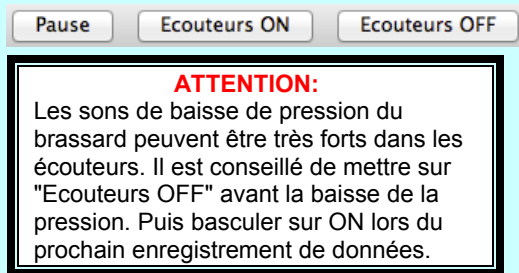 Pause Ecouteurs ON Ecouteurs OFF
ATTENTION:
Les sons de baisse de pression du
brassard peuvent être très forts dans les
écouteurs. Il est conseillé de mettre sur
"Ecouteurs OFF" avant la baisse de la
pression. Puis basculer sur ON lors du
prochain enregistrement de données.